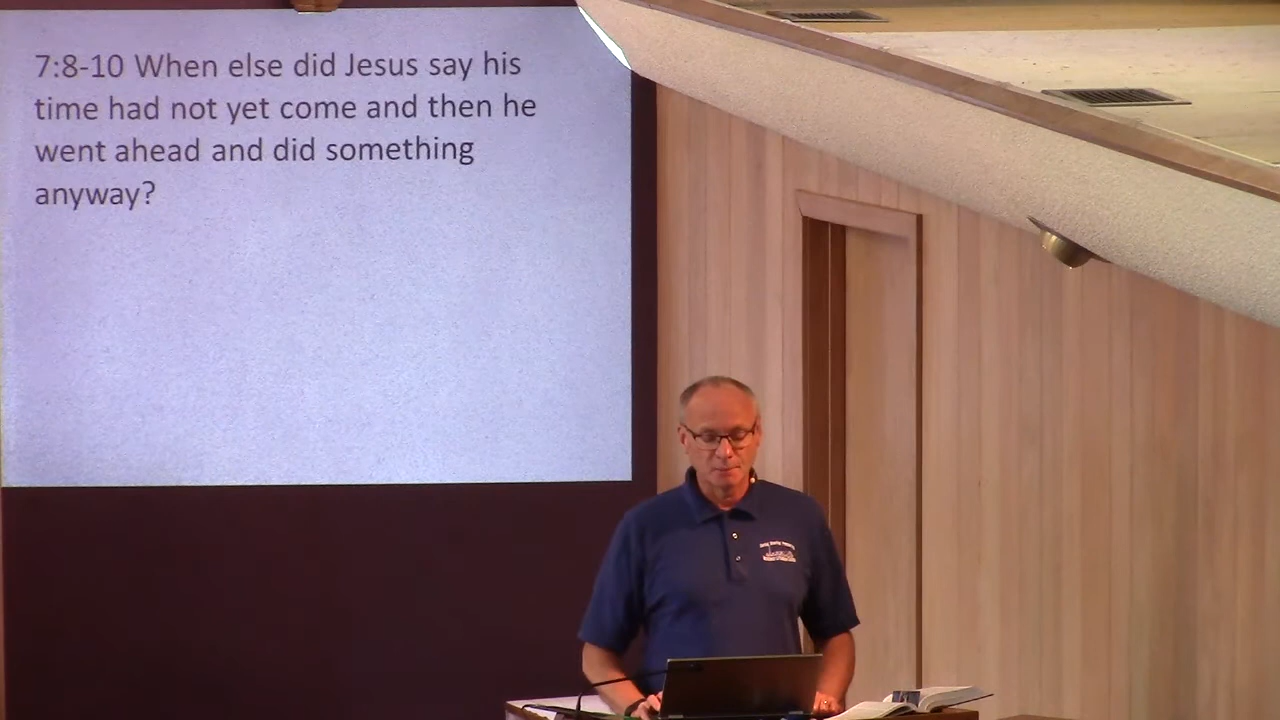 7:8-10 When else did Jesus say his
time had not yet come and then he
went ahead and did something
anyway?